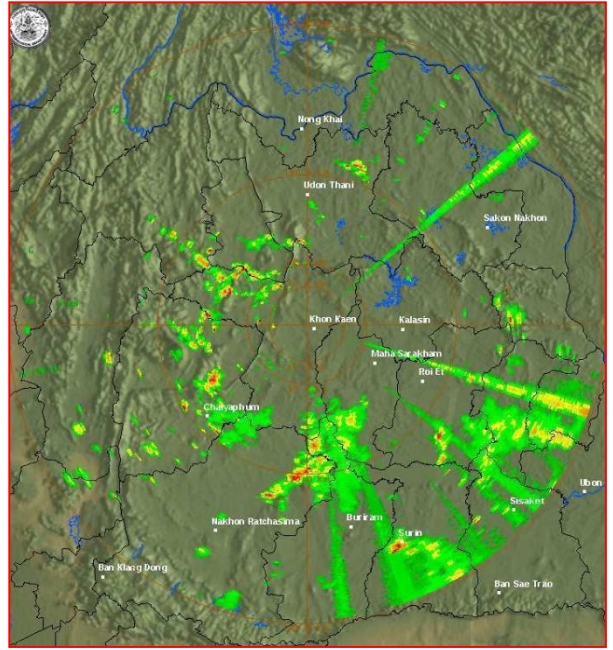 Nong Khai
Udon Thani
Sakon Nakhon
Khon Kaen
Kalasin
Maha Sarakham
Roi Et
Chaiyaphum
Ubon
Sisaket
Nakhon Ratchasima
Buriram
Surin
Ban Klang Dong
Ban Sae Trao